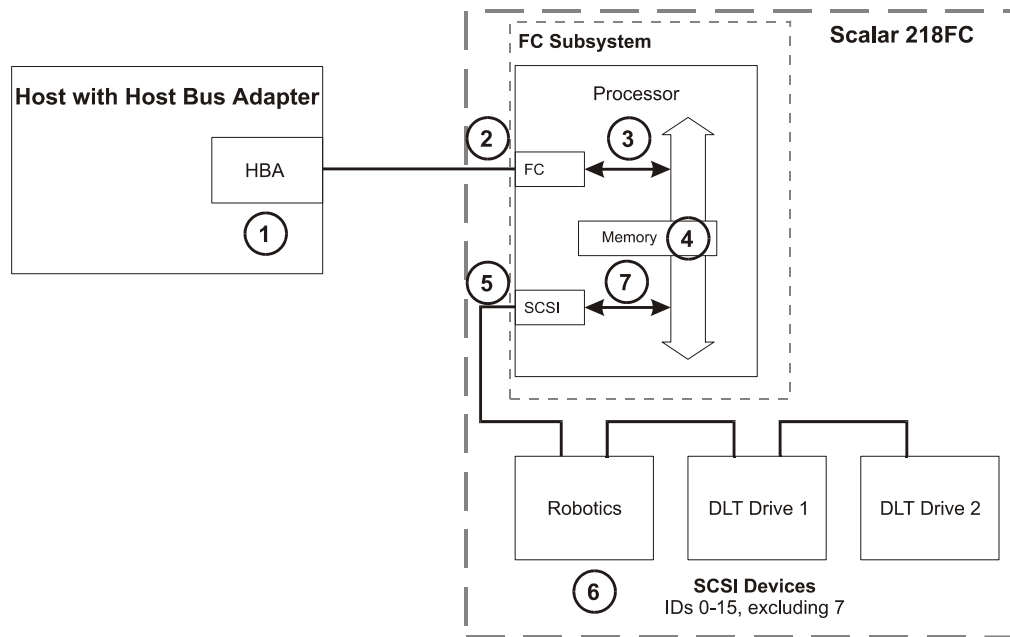 Scalar 218FC
FC Subsystem
Host with Host Bus Adapter
Processor
2
3
HBA
FC
1
Memory
4
5
7
SCSI
Robotics
DLT Drive 1
DLT Drive 2
6
SCSI Devices
IDs 0-15, excluding 7